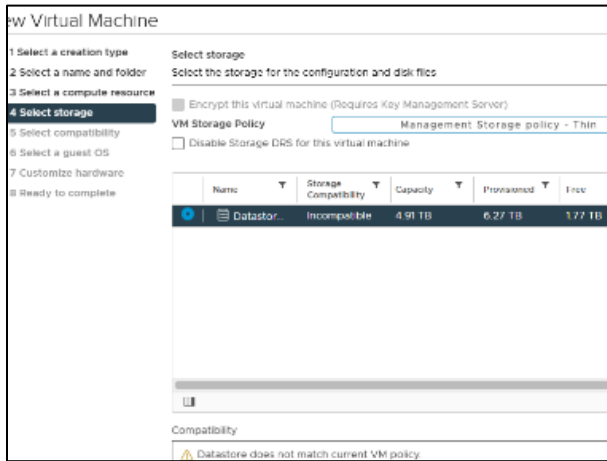 ew Virtual Machine
1 Select a creation type
2 Select a name and folder
3 Select a compute resource
4 Select storage
5 Select compatibility
6 Select a guest OS
7 Customize hardware
8 Ready to complete
Select storage
Select the storage for the configuration and disk files
Encrypt this virtual machine (Requires Key Management Server)
VM Storage Policy Management Storage policy - Thin
Disable Storage DRS for this virtual machine
Name Storage Compatibility Capacity Provisioned Free
Datastor... Incompatible 4.91 TB 6.27 TB 1.77 TB
Compatibility
Datastore does not match current VM policy.